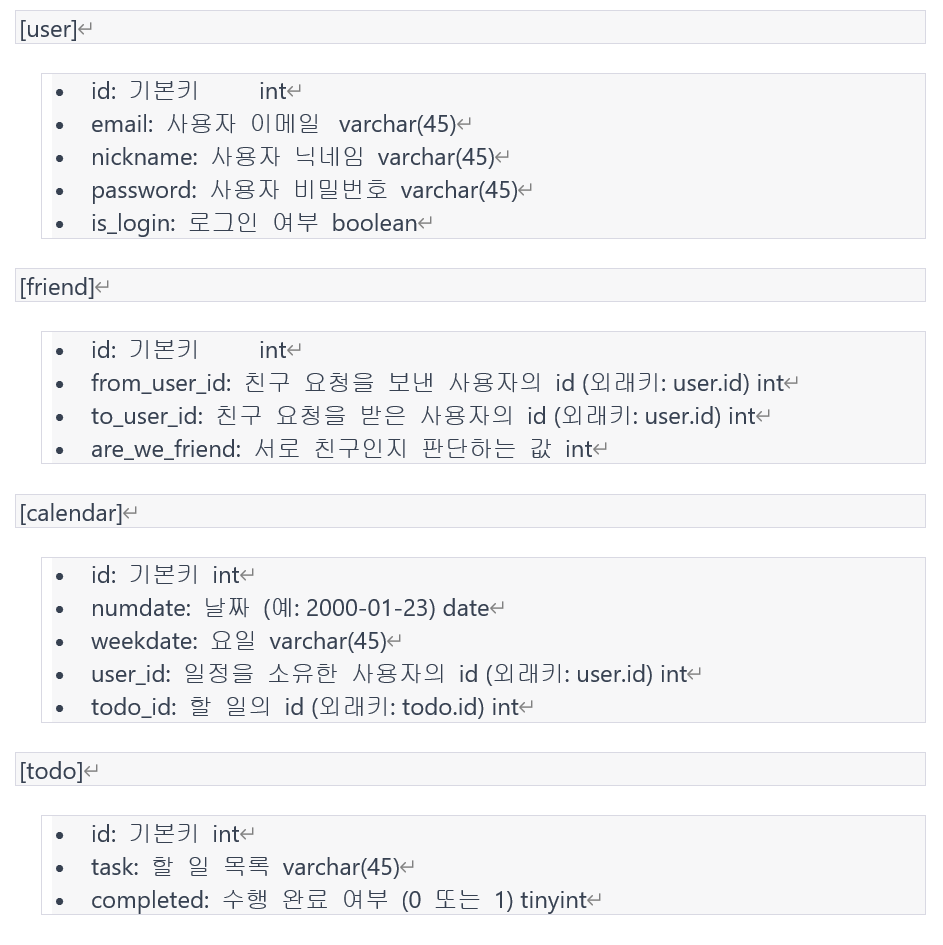 [user]↵
• id: 기본키 int↵
• email: 사용자 이메일 varchar(45)↵
• nickname: 사용자 닉네임 varchar(45)↵
• password: 사용자 비밀번호 varchar(45)↵
• is_login: 로그인 여부 boolean↵
[friend]↵
• id: 기본키 int↵
• from_user_id: 친구 요청을 보낸 사용자의 id (외래키: user.id) int↵
• to_user_id: 친구 요청을 받은 사용자의 id (외래키: user.id) int↵
• are_we_friend: 서로 친구인지 판단하는 값 int↵
[calendar]↵
• id: 기본키 int↵
• numdate: 날짜 (예: 2000-01-23) date↵
• weekdate: 요일 varchar(45)↵
• user_id: 일정을 소유한 사용자의 id (외래키: user.id) int↵
• todo_id: 할 일의 id (외래키: todo.id) int↵
[todo]↵
• id: 기본키 int↵
• task: 할 일 목록 varchar(45)↵
• completed: 수행 완료 여부 (0 또는 1) tinyint↵